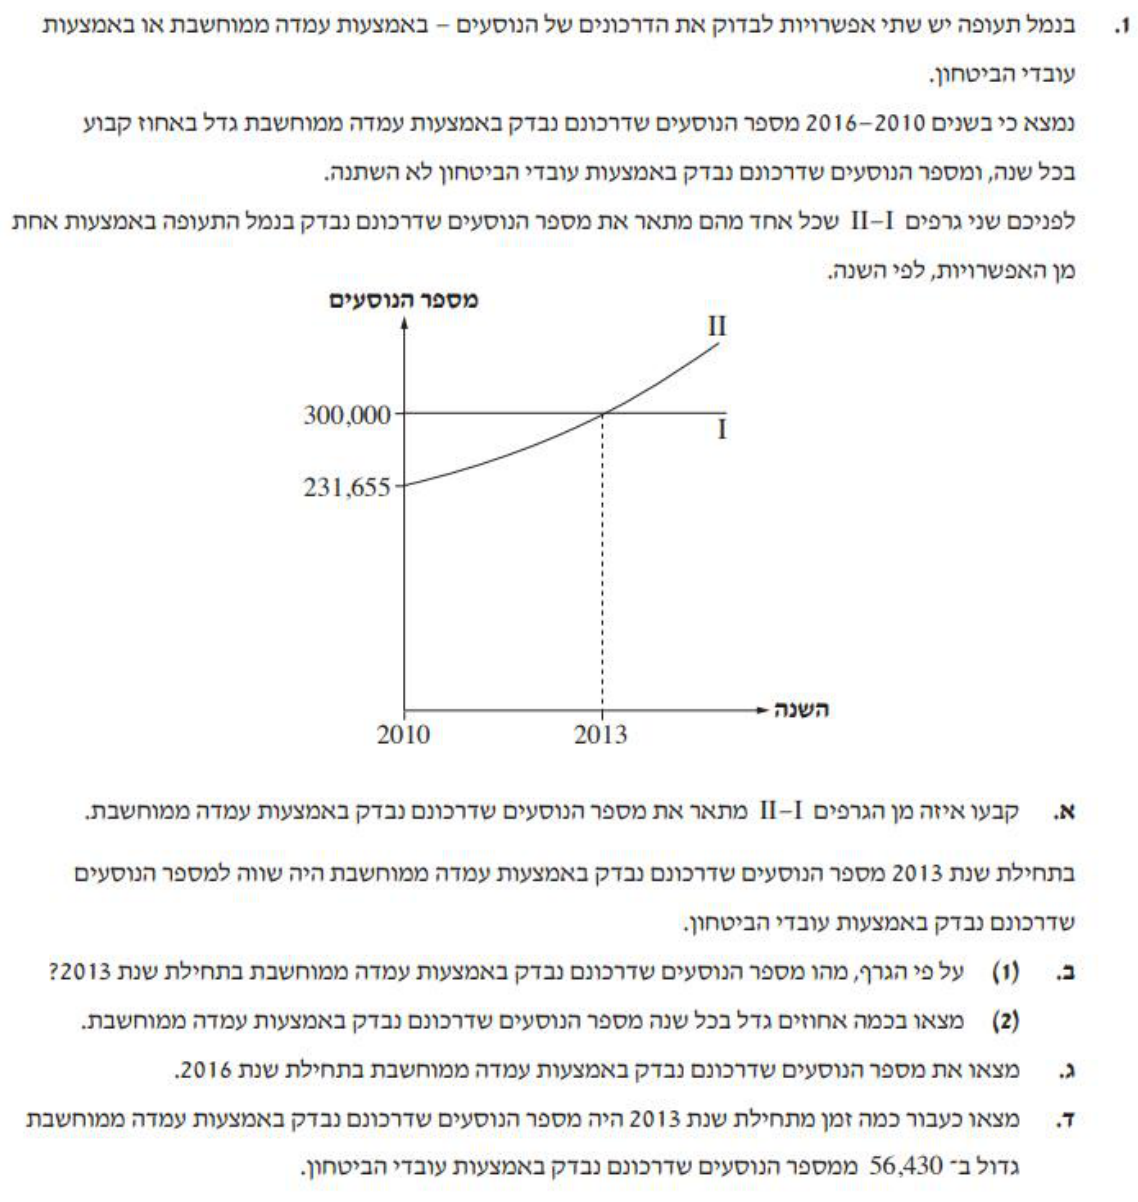 1. בנמל תעופה יש שתי אפשרויות לבדוק את הדרכונים של הנוסעים – באמצעות עמדה ממוחשבת או באמצעות
עובדי הביטחון.
נמצא כי בשנים 2010–2016 מספר הנוסעים שדרכונם נבדק באמצעות עמדה ממוחשבת גדל באחוז קבוע
בכל שנה, ומספר הנוסעים שדרכונם נבדק באמצעות עובדי הביטחון לא השתנה.
לפניכם שני גרפים I–II שכל אחד מהם מתאר את מספר הנוסעים שדרכונם נבדק בנמל התעופה באמצעות אחת
מן האפשרויות, לפי השנה.
מספר הנוסעים
II
300,000
I
231,655
השנה
2010 2013
א. קבעו איזה מן הגרפים I–II מתאר את מספר הנוסעים שדרכונם נבדק באמצעות עמדה ממוחשבת.
בתחילת שנת 2013 מספר הנוסעים שדרכונם נבדק באמצעות עמדה ממוחשבת היה שווה למספר הנוסעים
שדרכונם נבדק באמצעות עובדי הביטחון.
ב. (1) על פי הגרף, מהו מספר הנוסעים שדרכונם נבדק באמצעות עמדה ממוחשבת בתחילת שנת 2013?
(2) מצאו בכמה אחוזים גדל בכל שנה מספר הנוסעים שדרכונם נבדק באמצעות עמדה ממוחשבת.
ג. מצאו את מספר הנוסעים שדרכונם נבדק באמצעות עמדה ממוחשבת בתחילת שנת 2016.
ד. מצאו כעבור כמה זמן מתחילת שנת 2013 היה מספר הנוסעים שדרכונם נבדק באמצעות עמדה ממוחשבת
גדול ב־ 56,430 ממספר הנוסעים שדרכונם נבדק באמצעות עובדי הביטחון.